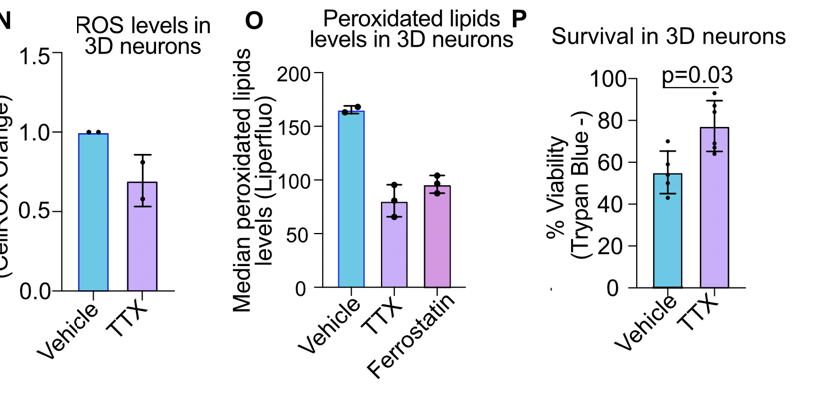 N
ROS levels in
3D neurons
(CellROX Orange)
1.5
1.0
0.5
0.0
Vehicle
TTX
O
Peroxidated lipids
levels in 3D neurons
Median peroxidated lipids
levels (Liperfluo)
200
150
100
50
0
Vehicle
TTX
Ferrostatin
P
Survival in 3D neurons
p=0.03
% Viability
(Trypan Blue -)
100
80
60
40
20
0
Vehicle
TTX